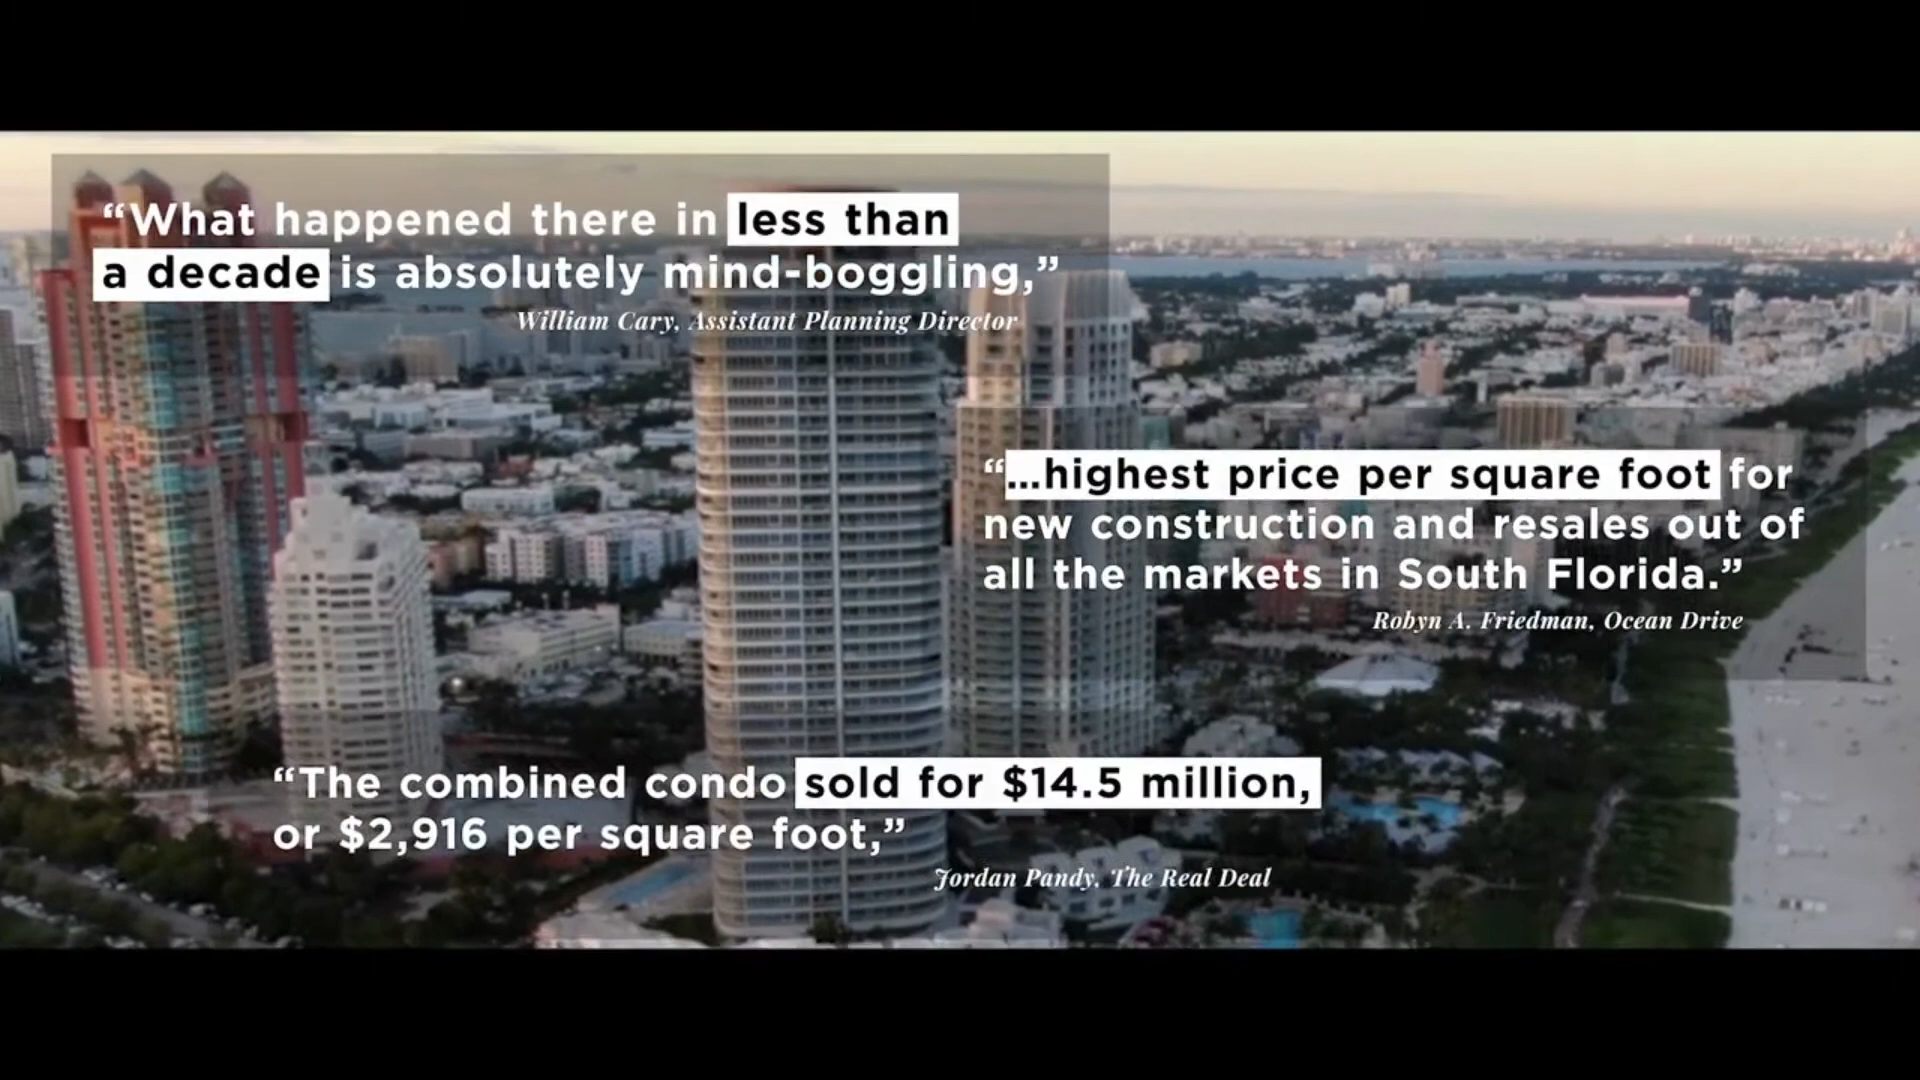 “What happened there in less than
a decade is absolutely mind-boggling,”
William Cary, Assistant Planning Director
“...highest price per square foot for
new construction and resales out of
all the markets in South Florida.”
Robyn A. Friedman, Ocean Drive
“The combined condo sold for $14.5 million,
or $2,916 per square foot,”
Jordan Pandy, The Real Deal